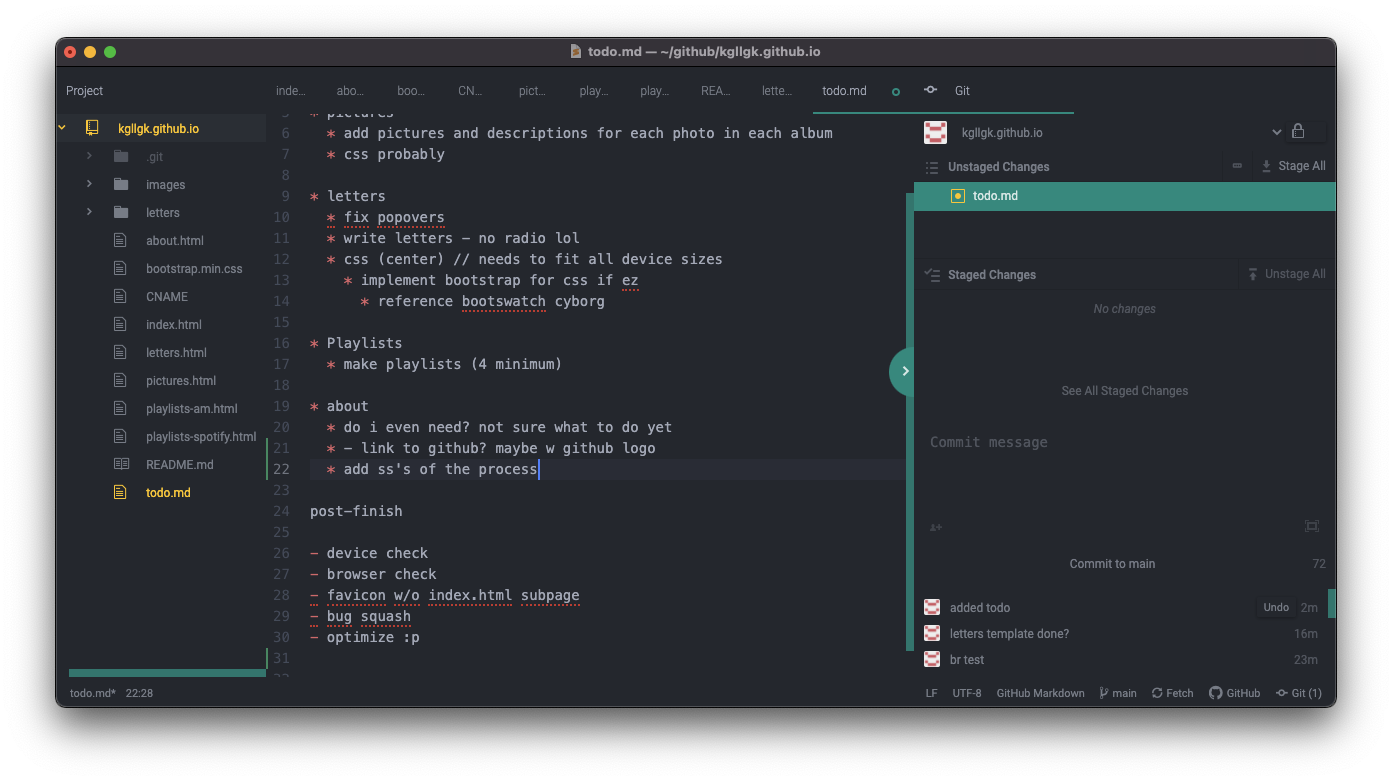 todo.md — ~/github/kgllgk.github.io
Project
inde... abo... boo... CN... pict... play... play... REA... lette... todo.md Git
kgllgk.github.io
.git
images
letters
about.html
bootstrap.min.css
CNAME
index.html
letters.html
pictures.html
playlists-am.html
playlists-spotify.html
README.md
todo.md
5 * pictures
6 * add pictures and descriptions for each photo in each album
7 * css probably
8
9 * letters
10 * fix popovers
11 * write letters - no radio lol
12 * css (center) // needs to fit all device sizes
13 * implement bootstrap for css if ez
14 * reference bootswatch cyborg
15
16 * Playlists
17 * make playlists (4 minimum)
18
19 * about
20 * do i even need? not sure what to do yet
21 * - link to github? maybe w github logo
22 * add ss's of the process
23
24 post-finish
25
26 - device check
27 - browser check
28 - favicon w/o index.html subpage
29 - bug squash
30 - optimize :p
31
kgllgk.github.io
Unstaged Changes Stage All
todo.md
Staged Changes Unstage All
No changes
See All Staged Changes
Commit message
Commit to main 72
added todo Undo 2m
letters template done? 16m
br test 23m
todo.md* 22:28 LF UTF-8 GitHub Markdown main Fetch GitHub Git (1)